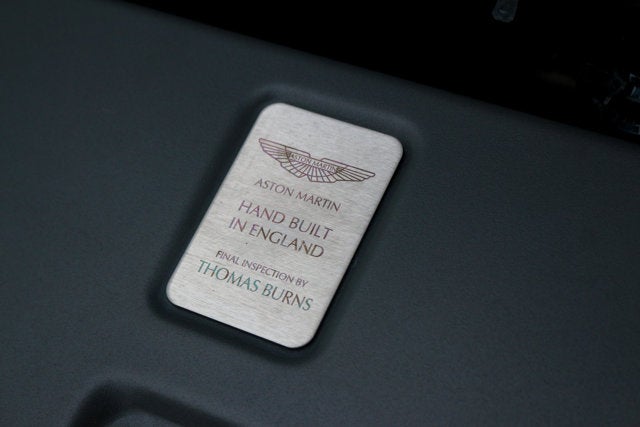 ASTON MARTIN
ASTON MARTIN
HAND BUILT
IN ENGLAND
FINAL INSPECTION BY
THOMAS BURNS